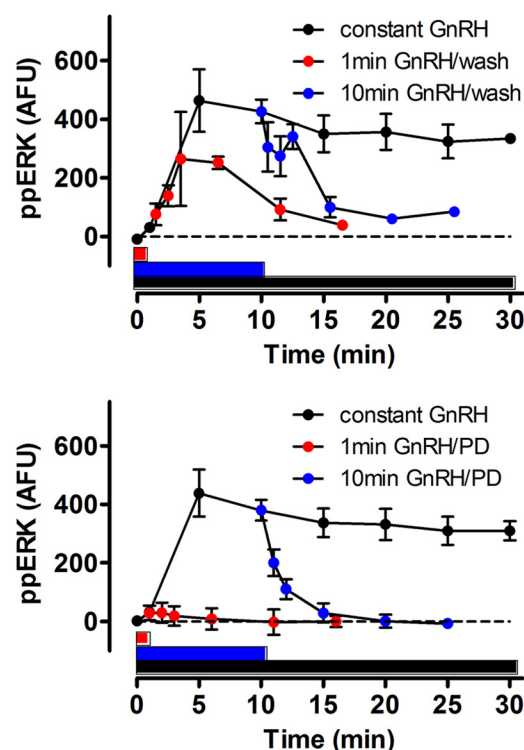 constant GnRH
1min GnRH/wash
10min GnRH/wash
ppERK (AFU)
600
400
200
0
0 5 10 15 20 25 30
Time (min)
constant GnRH
1min GnRH/PD
10min GnRH/PD
ppERK (AFU)
600
400
200
0
0 5 10 15 20 25 30
Time (min)